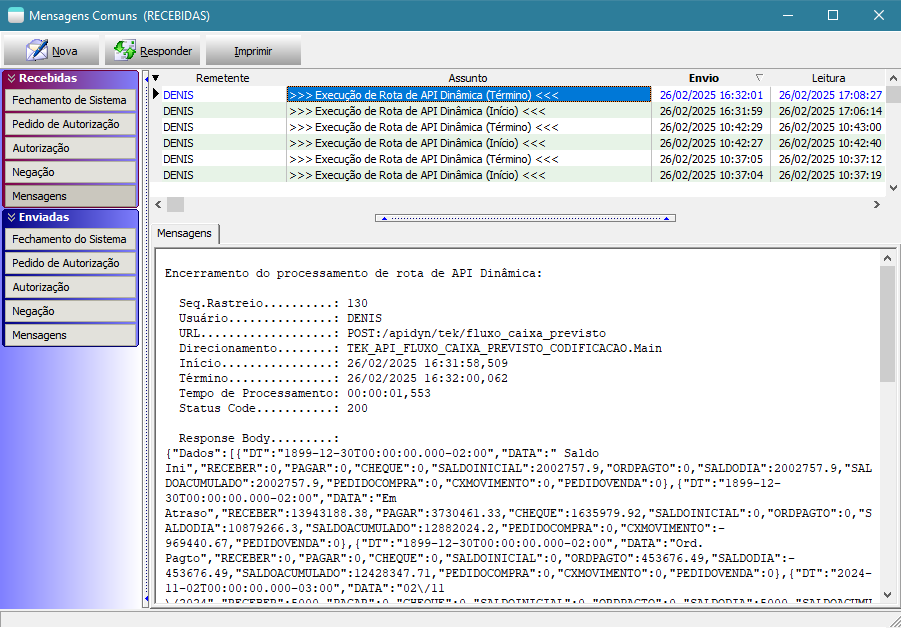 Mensagens Comuns (RECEBIDAS)
Nova
Responder
Imprimir
Recebidas
Fechamento de Sistema
Pedido de Autorização
Autorização
Negação
Mensagens
Enviadas
Fechamento do Sistema
Pedido de Autorização
Autorização
Negação
Mensagens
Remetente Assunto Envio Leitura
DENIS >>> Execução de Rota de API Dinâmica (Término) <<< 26/02/2025 16:32:01 26/02/2025 17:08:27
DENIS >>> Execução de Rota de API Dinâmica (Início) <<< 26/02/2025 16:31:59 26/02/2025 17:06:14
DENIS >>> Execução de Rota de API Dinâmica (Término) <<< 26/02/2025 10:42:29 26/02/2025 10:43:00
DENIS >>> Execução de Rota de API Dinâmica (Início) <<< 26/02/2025 10:42:27 26/02/2025 10:42:40
DENIS >>> Execução de Rota de API Dinâmica (Término) <<< 26/02/2025 10:37:05 26/02/2025 10:37:12
DENIS >>> Execução de Rota de API Dinâmica (Início) <<< 26/02/2025 10:37:04 26/02/2025 10:37:19
Mensagens
Encerramento do processamento de rota de API Dinâmica:
Seq.Rastreio..........: 130
Usuário...............: DENIS
URL...................: POST:/apidyn/tek/fluxo_caixa_previsto
Direcionamento........: TEK_API_FLUXO_CAIXA_PREVISTO_CODIFICACAO.Main
Início................: 26/02/2025 16:31:58,509
Término...............: 26/02/2025 16:32:00,062
Tempo de Processamento: 00:00:01,553
Status Code...........: 200
Response Body.........:
{"Dados":[{"DT":"1899-12-30T00:00:00.000-02:00","DATA":" Saldo
Ini","RECEBER":0,"PAGAR":0,"CHEQUE":0,"SALDOINICIAL":2002757.9,"ORDPAGTO":0,"SALDODIA":2002757.9,"SAL
DOACUMULADO":2002757.9,"PEDIDOCOMPRA":0,"CXMOVIMENTO":0,"PEDIDOVENDA":0},{"DT":"1899-12-
30T00:00:00.000-02:00","DATA":"Em
Atraso","RECEBER":13943188.38,"PAGAR":3730461.33,"CHEQUE":1635979.92,"SALDOINICIAL":0,"ORDPAGTO":0,"S
ALDODIA":10879266.3,"SALDOACUMULADO":12882024.2,"PEDIDOCOMPRA":0,"CXMOVIMENTO":-
969440.67,"PEDIDOVENDA":0},{"DT":"1899-12-30T00:00:00.000-02:00","DATA":"Ord.
Pagto","RECEBER":0,"PAGAR":0,"CHEQUE":0,"SALDOINICIAL":0,"ORDPAGTO":453676.49,"SALDODIA":-
453676.49,"SALDOACUMULADO":12428347.71,"PEDIDOCOMPRA":0,"CXMOVIMENTO":0,"PEDIDOVENDA":0},{"DT":"2024-
11-02T00:00:00.000-03:00","DATA":"02\/11
\/2024","RECEBER":5000,"PAGAR":0,"CHEQUE":0,"SALDOINICIAL":0,"ORDPAGTO":0,"SALDODIA":5000,"SALDOACUMU